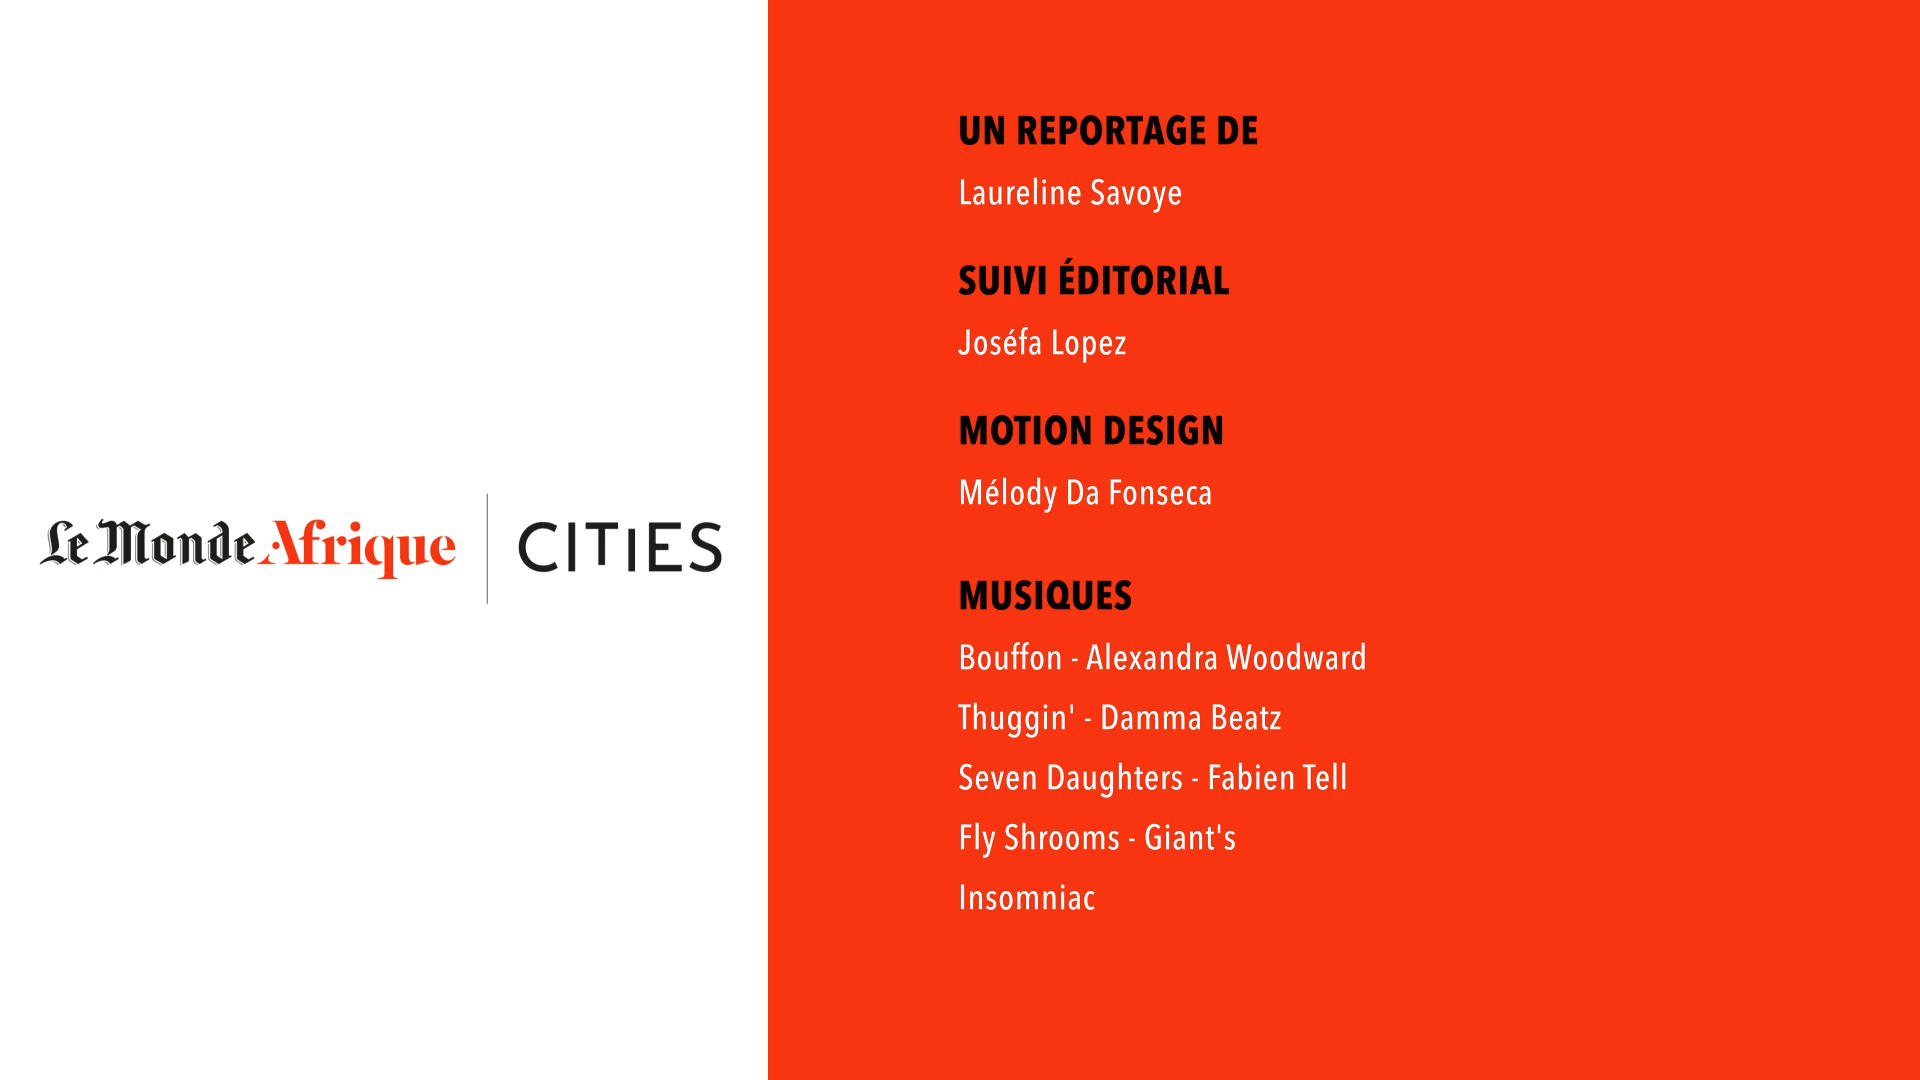 Le Monde Afrique
CITIES
UN REPORTAGE DE
Laureline Savoye
SUIVI ÉDITORIAL
Joséfa Lopez
MOTION DESIGN
Mélody Da Fonseca
MUSIQUES
Bouffon - Alexandra Woodward
Thuggin' - Damma Beatz
Seven Daughters - Fabien Tell
Fly Shrooms - Giant's
Insomniac